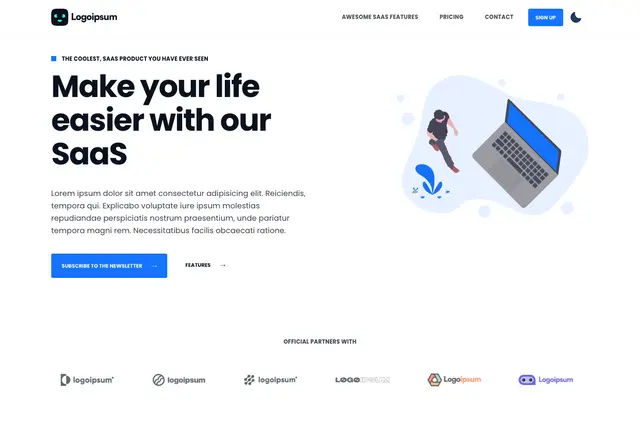 Logoipsum
AWESOME SAAS FEATURES
PRICING
CONTACT
SIGN UP
THE COOLEST, SAAS PRODUCT YOU HAVE EVER SEEN
Make your life
easier with our
SaaS
Lorem ipsum dolor sit amet consectetur adipisicing elit. Reiciendis,
tempora qui. Explicabo voluptate iure ipsum molestias
repudiandae perspiciatis nostrum praesentium, unde pariatur
tempora magni rem. Necessitatibus facilis obcaecati ratione.
SUBSCRIBE TO THE NEWSLETTER →
FEATURES →
OFFICIAL PARTNERS WITH
logoipsum
logoipsum
logoipsum
LOGOIPSUM
Logoipsum
Logoipsum